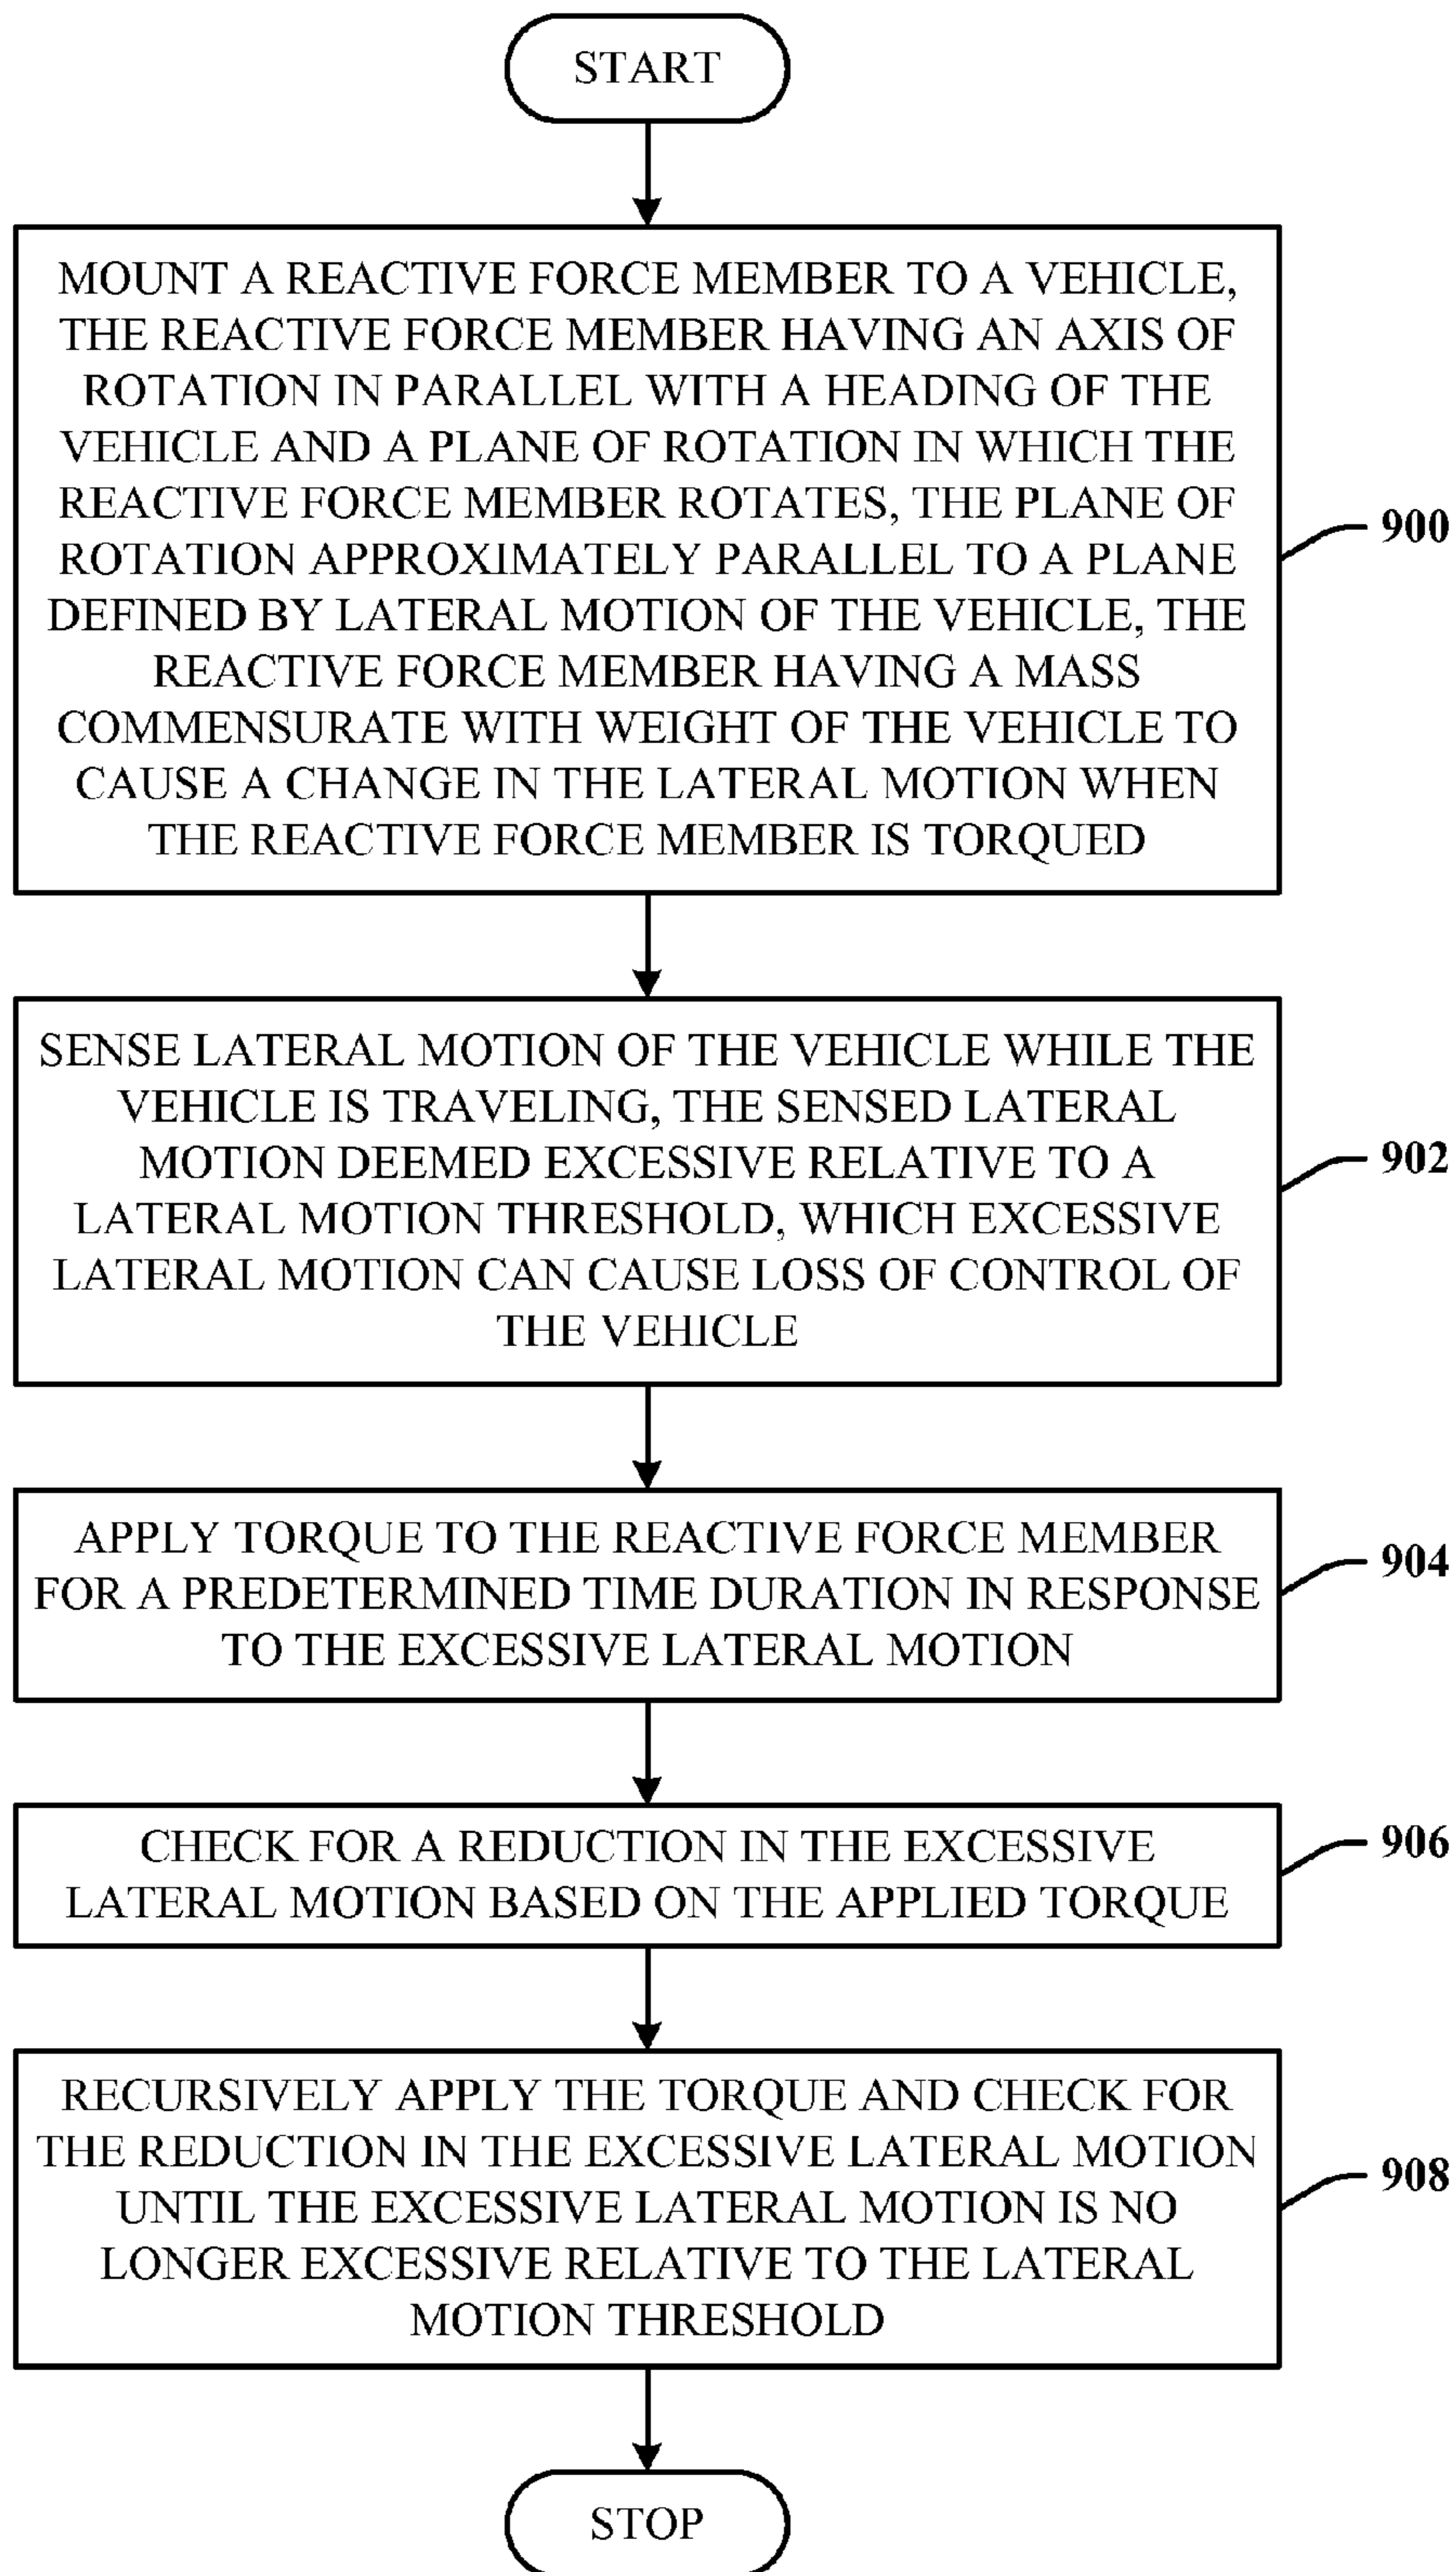 START
MOUNT A REACTIVE FORCE MEMBER TO A VEHICLE,
THE REACTIVE FORCE MEMBER HAVING AN AXIS OF
ROTATION IN PARALLEL WITH A HEADING OF THE
VEHICLE AND A PLANE OF ROTATION IN WHICH THE
REACTIVE FORCE MEMBER ROTATES, THE PLANE OF
ROTATION APPROXIMATELY PARALLEL TO A PLANE
DEFINED BY LATERAL MOTION OF THE VEHICLE, THE
REACTIVE FORCE MEMBER HAVING A MASS
COMMENSURATE WITH WEIGHT OF THE VEHICLE TO
CAUSE A CHANGE IN THE LATERAL MOTION WHEN
THE REACTIVE FORCE MEMBER IS TORQUED
900
SENSE LATERAL MOTION OF THE VEHICLE WHILE THE
VEHICLE IS TRAVELING, THE SENSED LATERAL
MOTION DEEMED EXCESSIVE RELATIVE TO A
LATERAL MOTION THRESHOLD, WHICH EXCESSIVE
LATERAL MOTION CAN CAUSE LOSS OF CONTROL OF
THE VEHICLE
902
APPLY TORQUE TO THE REACTIVE FORCE MEMBER
FOR A PREDETERMINED TIME DURATION IN RESPONSE
TO THE EXCESSIVE LATERAL MOTION
904
CHECK FOR A REDUCTION IN THE EXCESSIVE
LATERAL MOTION BASED ON THE APPLIED TORQUE
906
RECURSIVELY APPLY THE TORQUE AND CHECK FOR
THE REDUCTION IN THE EXCESSIVE LATERAL MOTION
UNTIL THE EXCESSIVE LATERAL MOTION IS NO
LONGER EXCESSIVE RELATIVE TO THE LATERAL
MOTION THRESHOLD
908
STOP